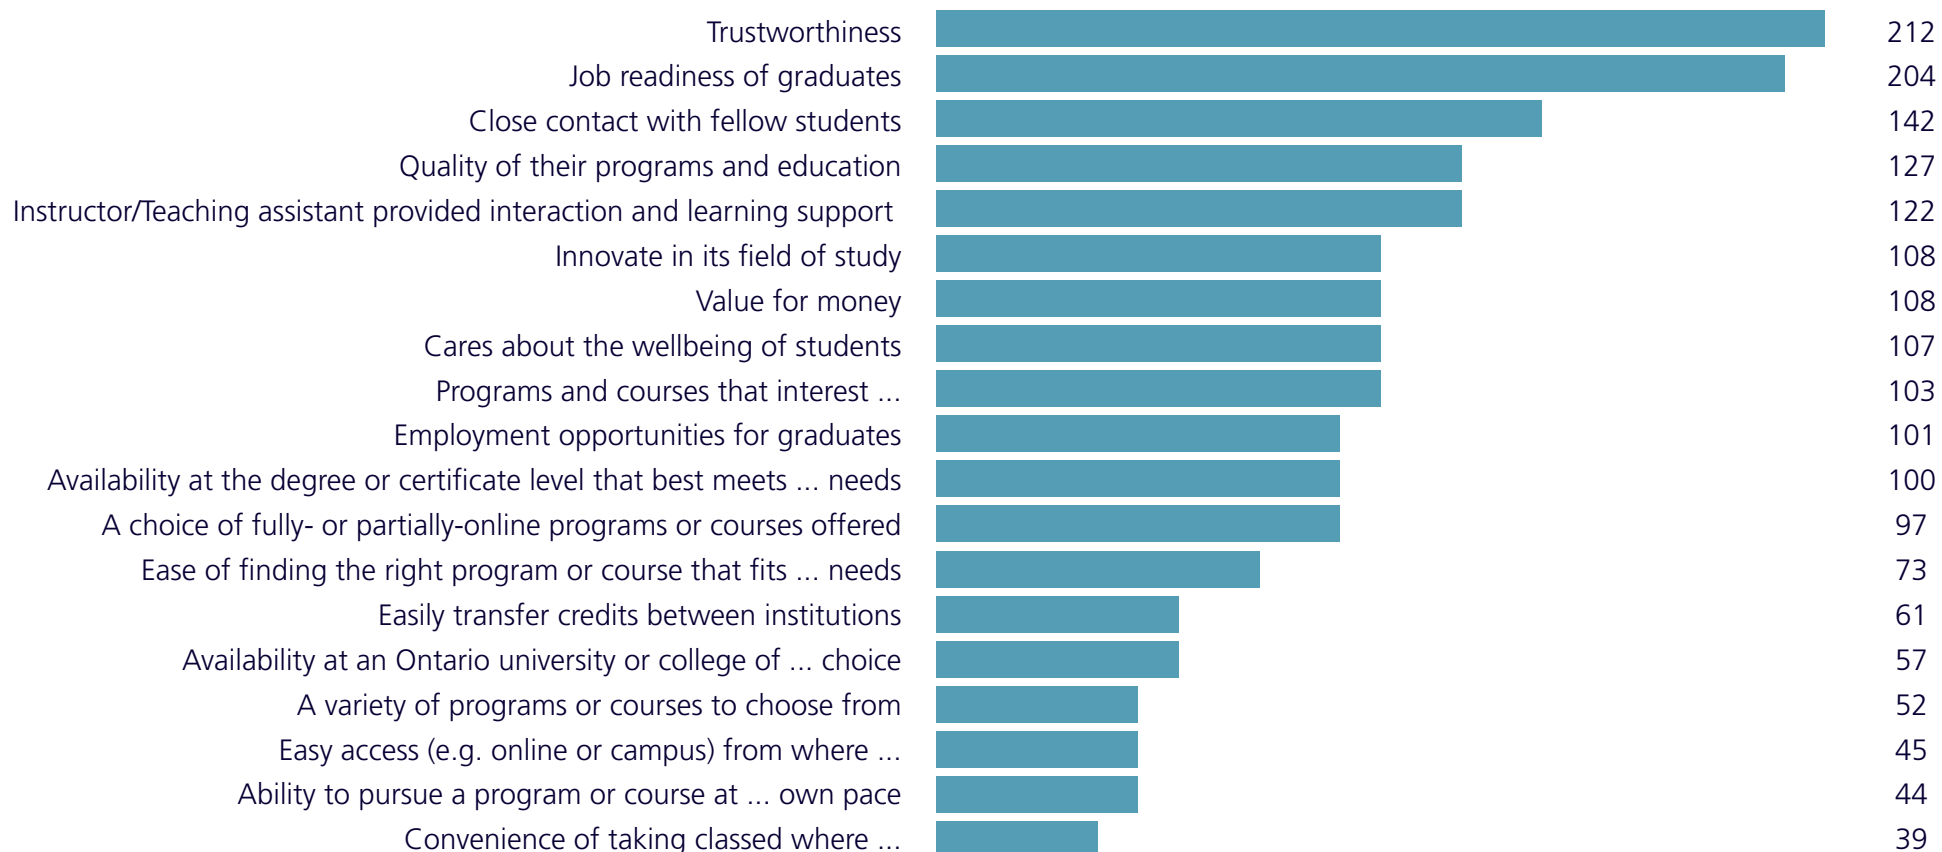 Trustworthiness 212
Job readiness of graduates 204
Close contact with fellow students 142
Quality of their programs and education 127
Instructor/Teaching assistant provided interaction and learning support 122
Innovate in its field of study 108
Value for money 108
Cares about the wellbeing of students 107
Programs and courses that interest ... 103
Employment opportunities for graduates 101
Availability at the degree or certificate level that best meets ... needs 100
A choice of fully- or partially-online programs or courses offered 97
Ease of finding the right program or course that fits ... needs 73
Easily transfer credits between institutions 61
Availability at an Ontario university or college of ... choice 57
A variety of programs or courses to choose from 52
Easy access (e.g. online or campus) from where ... 45
Ability to pursue a program or course at ... own pace 44
Convenience of taking classed where ... 39